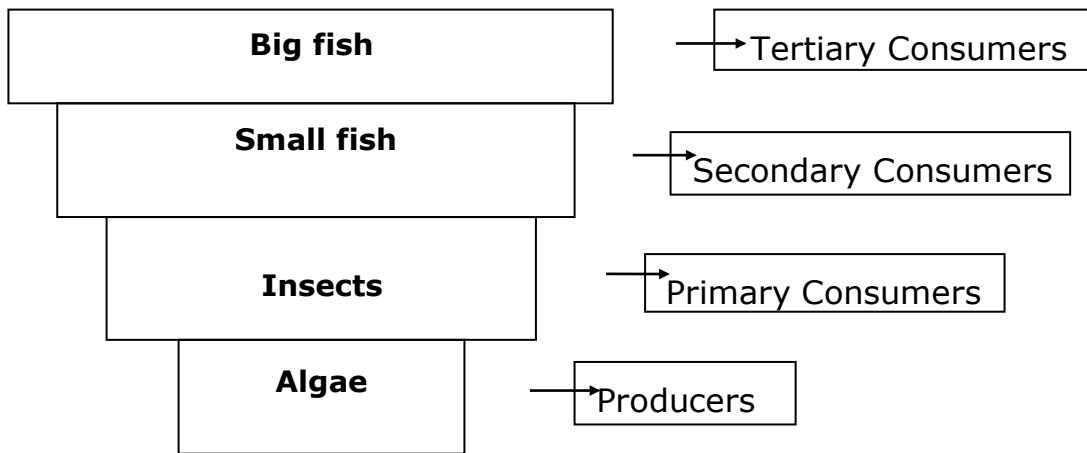 Big fish
Tertiary Consumers
Small fish
Secondary Consumers
Insects
Primary Consumers
Algae
Producers